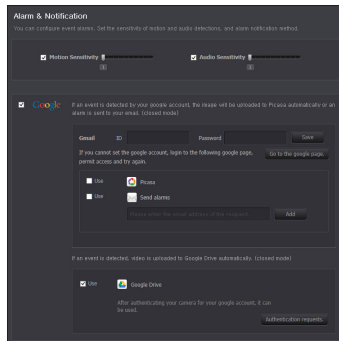 Alarm & Notification
You can configure event alarms. Set the sensitivity of motion and audio detections, and alarm notification method.
Motion Sensitivity
1
Audio Sensitivity
1
Google
If an event is detected by your google account, the image will be uploaded to Picasa automatically or an
alarm is sent to your email. (closed mode)
Gmail ID Password Save
If you cannot set the google account, login to the following google page,
permit access and try again.
Go to the google page.
Use Picasa
Use Send alarms
Please enter the email address of the recipient. Add
If an event is detected, video is uploaded to Google Drive automatically. (closed mode)
Use Google Drive
After authenticating your camera for your google account, it can
be used.
Authentication requests.